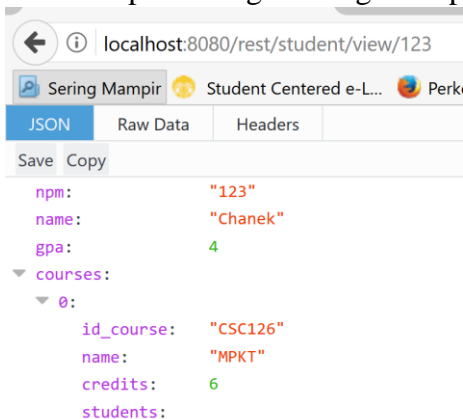 localhost:8080/rest/student/view/123
Sering Mampir Student Centered e-L... Perk
JSON Raw Data Headers
Save Copy
npm: "123"
name: "Chanek"
gpa: 4
courses:
0:
id_course: "CSC126"
name: "MPKT"
credits: 6
students: